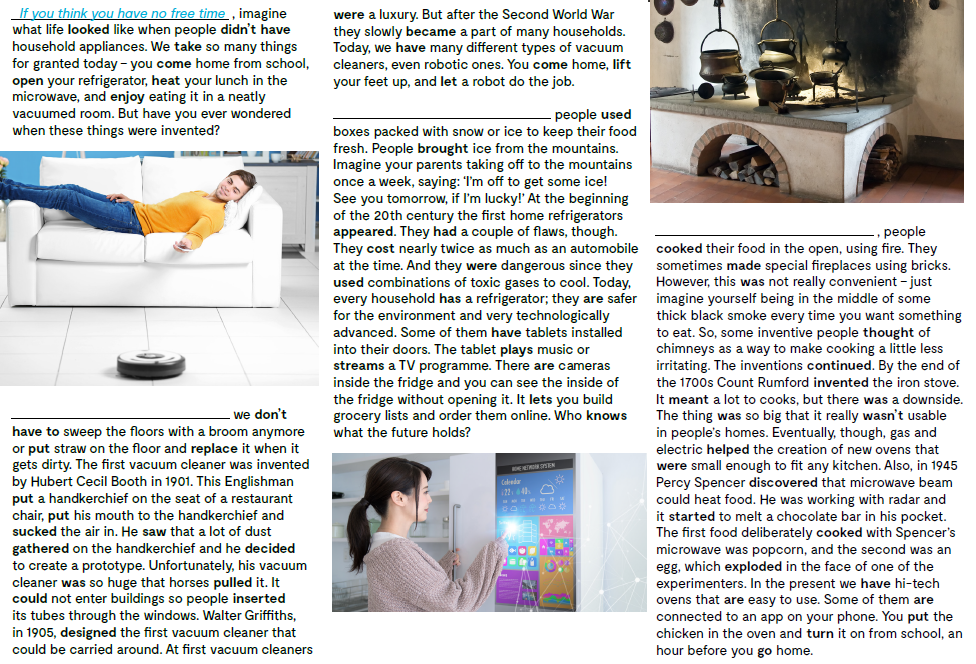 If you think you have no free time , imagine
what life looked like when people didn't have
household appliances. We take so many things
for granted today – you come home from school,
open your refrigerator, heat your lunch in the
microwave, and enjoy eating it in a neatly
vacuumed room. But have you ever wondered
when these things were invented?
we don't
have to sweep the floors with a broom anymore
or put straw on the floor and replace it when it
gets dirty. The first vacuum cleaner was invented
by Hubert Cecil Booth in 1901. This Englishman
put a handkerchief on the seat of a restaurant
chair, put his mouth to the handkerchief and
sucked the air in. He saw that a lot of dust
gathered on the handkerchief and he decided
to create a prototype. Unfortunately, his vacuum
cleaner was so huge that horses pulled it. It
could not enter buildings so people inserted
its tubes through the windows. Walter Griffiths,
in 1905, designed the first vacuum cleaner that
could be carried around. At first vacuum cleaners
were a luxury. But after the Second World War
they slowly became a part of many households.
Today, we have many different types of vacuum
cleaners, even robotic ones. You come home, lift
your feet up, and let a robot do the job.
people used
boxes packed with snow or ice to keep their food
fresh. People brought ice from the mountains.
Imagine your parents taking off to the mountains
once a week, saying: 'I'm off to get some ice!
See you tomorrow, if I'm lucky!' At the beginning
of the 20th century the first home refrigerators
appeared. They had a couple of flaws, though.
They cost nearly twice as much as an automobile
at the time. And they were dangerous since they
used combinations of toxic gases to cool. Today,
every household has a refrigerator; they are safer
for the environment and very technologically
advanced. Some of them have tablets installed
into their doors. The tablet plays music or
streams a TV programme. There are cameras
inside the fridge and you can see the inside of
the fridge without opening it. It lets you build
grocery lists and order them online. Who knows
what the future holds?
HOME NETWORK SYSTEM
Calendar
, people
cooked their food in the open, using fire. They
sometimes made special fireplaces using bricks.
However, this was not really convenient – just
imagine yourself being in the middle of some
thick black smoke every time you want something
to eat. So, some inventive people thought of
chimneys as a way to make cooking a little less
irritating. The inventions continued. By the end of
the 1700s Count Rumford invented the iron stove.
It meant a lot to cooks, but there was a downside.
The thing was so big that it really wasn't usable
in people's homes. Eventually, though, gas and
electric helped the creation of new ovens that
were small enough to fit any kitchen. Also, in 1945
Percy Spencer discovered that microwave beam
could heat food. He was working with radar and
it started to melt a chocolate bar in his pocket.
The first food deliberately cooked with Spencer's
microwave was popcorn, and the second was an
egg, which exploded in the face of one of the
experimenters. In the present we have hi-tech
ovens that are easy to use. Some of them are
connected to an app on your phone. You put the
chicken in the oven and turn it on from school, an
hour before you go home.